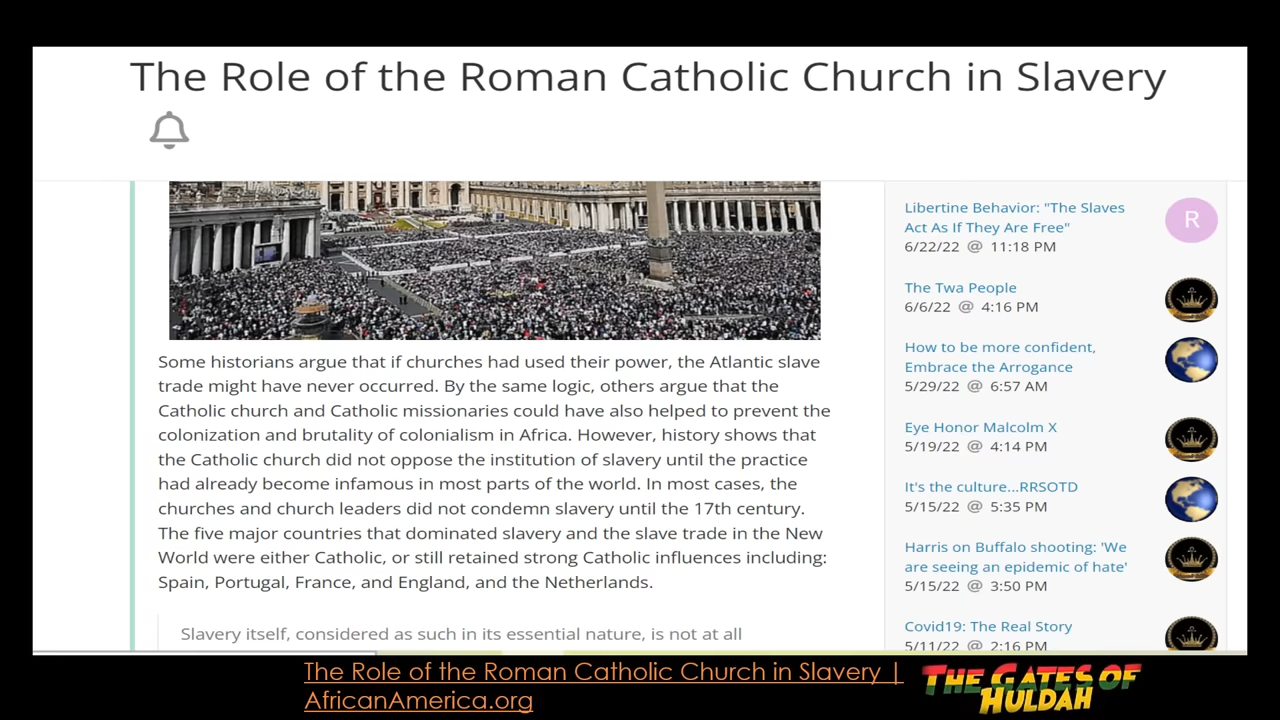 The Role of the Roman Catholic Church in Slavery
Some historians argue that if churches had used their power, the Atlantic slave
trade might have never occurred. By the same logic, others argue that the
Catholic church and Catholic missionaries could have also helped to prevent the
colonization and brutality of colonialism in Africa. However, history shows that
the Catholic church did not oppose the institution of slavery until the practice
had already become infamous in most parts of the world. In most cases, the
churches and church leaders did not condemn slavery until the 17th century.
The five major countries that dominated slavery and the slave trade in the New
World were either Catholic, or still retained strong Catholic influences including:
Spain, Portugal, France, and England, and the Netherlands.
Slavery itself, considered as such in its essential nature, is not at all
Libertine Behavior: "The Slaves
Act As If They Are Free"
6/22/22 @ 11:18 PM
R
The Twa People
6/6/22 @ 4:16 PM
How to be more confident,
Embrace the Arrogance
5/29/22 @ 6:57 AM
Eye Honor Malcolm X
5/19/22 @ 4:14 PM
It's the culture...RRSOTD
5/15/22 @ 5:35 PM
Harris on Buffalo shooting: 'We
are seeing an epidemic of hate'
5/15/22 @ 3:50 PM
Covid19: The Real Story
5/11/22 @ 2:16 PM
The Role of the Roman Catholic Church in Slavery |
AfricanAmerica.org
THE GATES OF
HULDAH